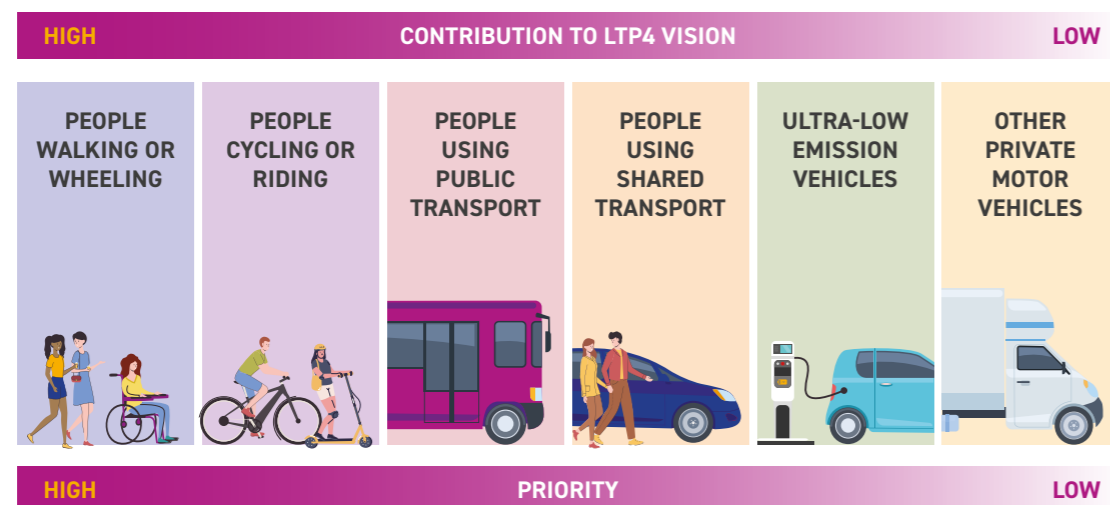 HIGH CONTRIBUTION TO LTP4 VISION LOW
PEOPLE
WALKING OR
WHEELING
PEOPLE
CYCLING OR
RIDING
PEOPLE
USING
PUBLIC
TRANSPORT
PEOPLE
USING
SHARED
TRANSPORT
ULTRA-LOW
EMISSION
VEHICLES
OTHER
PRIVATE
MOTOR
VEHICLES
HIGH PRIORITY LOW